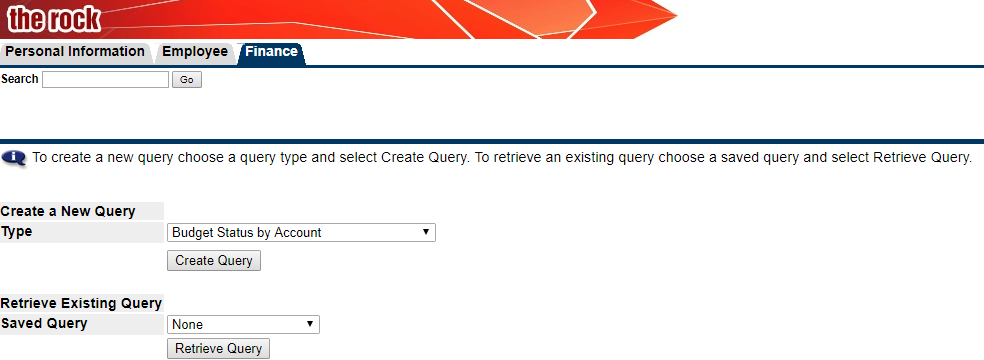 the rock
Personal Information Employee Finance
Search Go
To create a new query choose a query type and select Create Query. To retrieve an existing query choose a saved query and select Retrieve Query.
Create a New Query
Type Budget Status by Account
Create Query
Retrieve Existing Query
Saved Query None
Retrieve Query